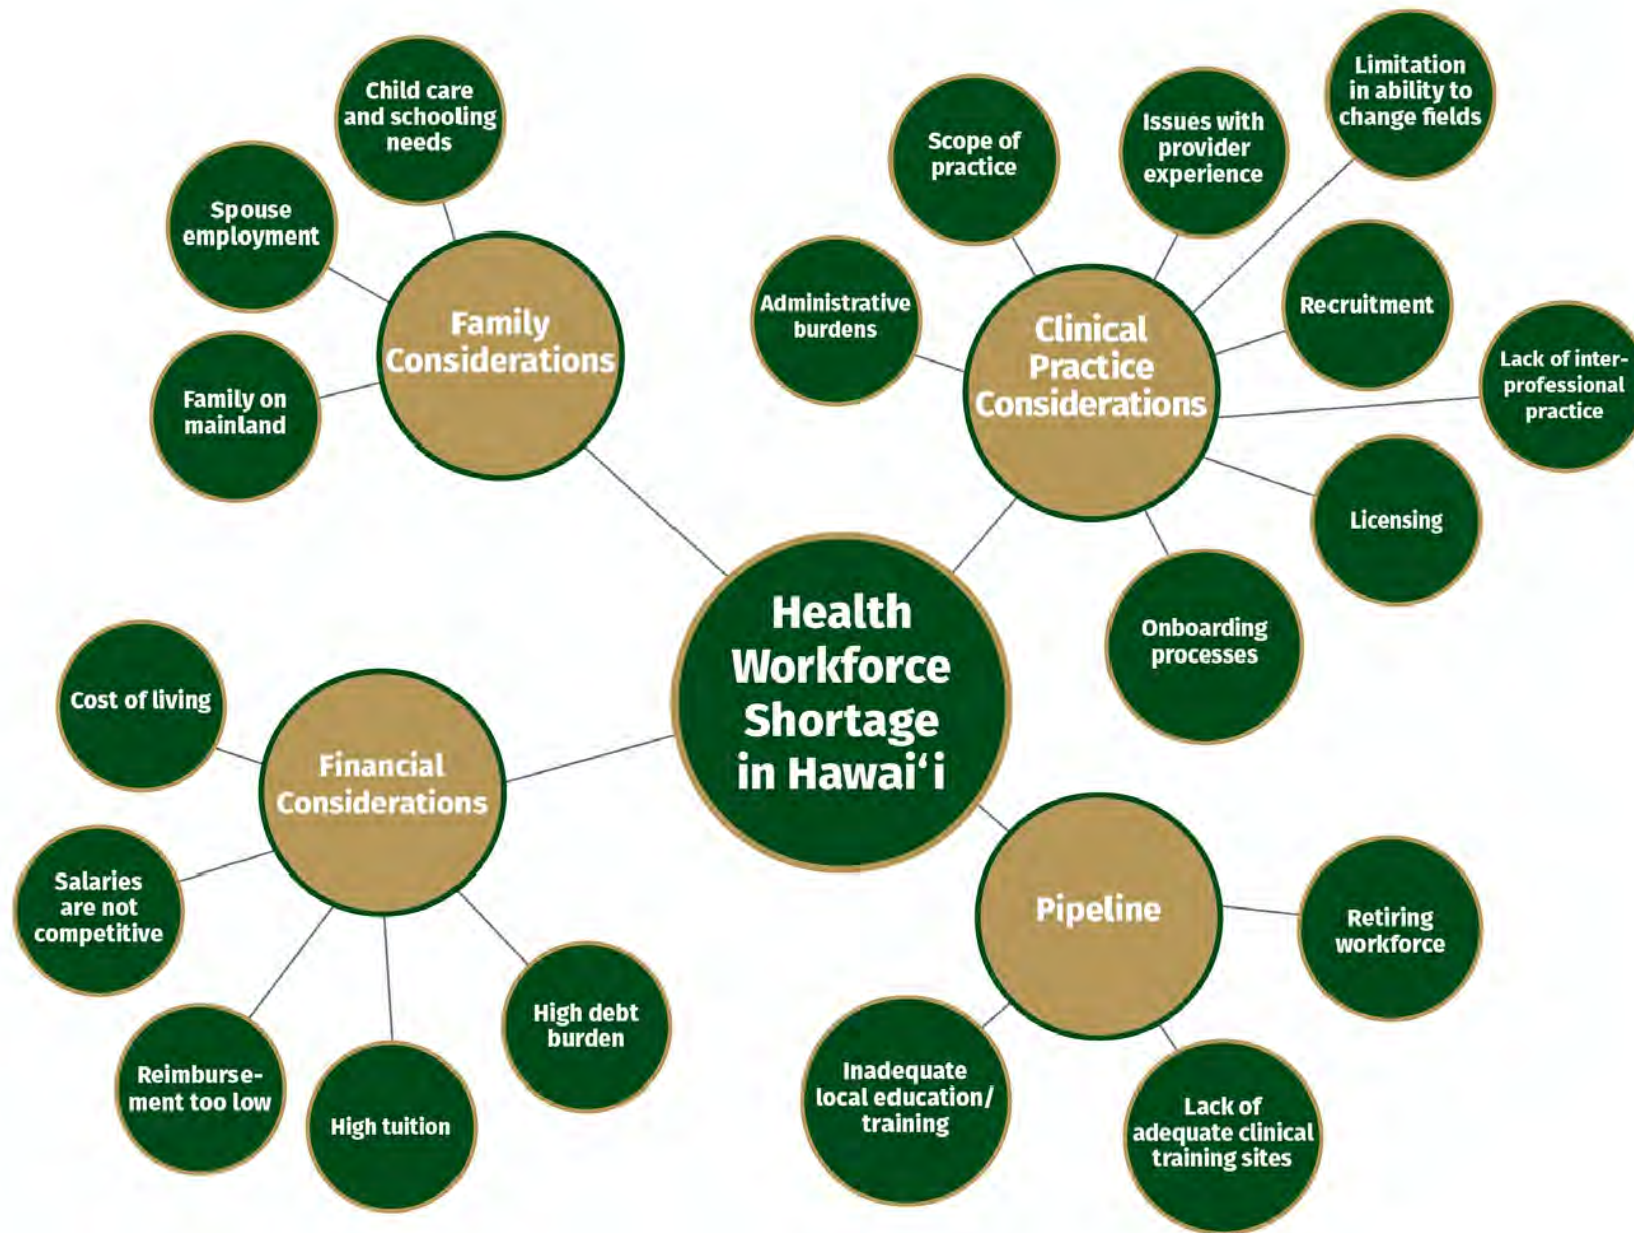 Child care
and schooling
needs
Spouse
employment
Family on
mainland
Family
Considerations
Limitation
in ability to
change fields
Issues with
provider
experience
Scope of
practice
Administrative
burdens
Clinical
Practice
Considerations
Recruitment
Lack of inter-
professional
practice
Licensing
Onboarding
processes
Health
Workforce
Shortage
in Hawaiʻi
Cost of living
Financial
Considerations
Salaries
are not
competitive
Reimburse-
ment too low
High tuition
High debt
burden
Pipeline
Retiring
workforce
Inadequate
local education/
training
Lack of
adequate clinical
training sites